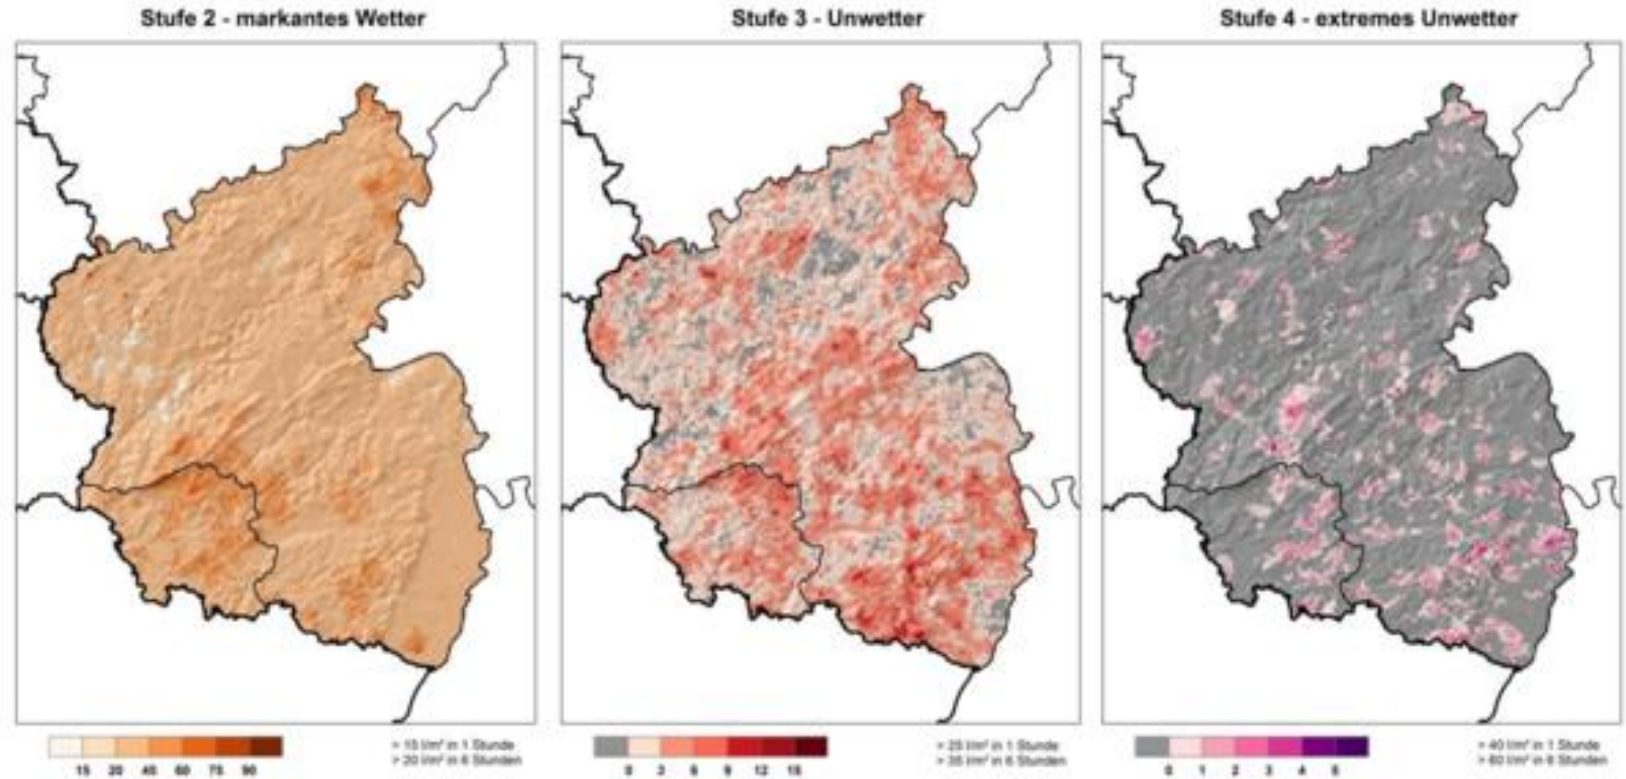 Stufe 2 - markantes Wetter
Stufe 3 - Unwetter
Stufe 4 - extremes Unwetter
15 20 40 60 75 90
> 15 l/m² in 1 Stunde
> 20 l/m² in 6 Stunden
0 3 6 9 12 15
> 25 l/m² in 1 Stunde
> 35 l/m² in 6 Stunden
0 1 2 3 4 5
> 40 l/m² in 1 Stunde
> 60 l/m² in 6 Stunden